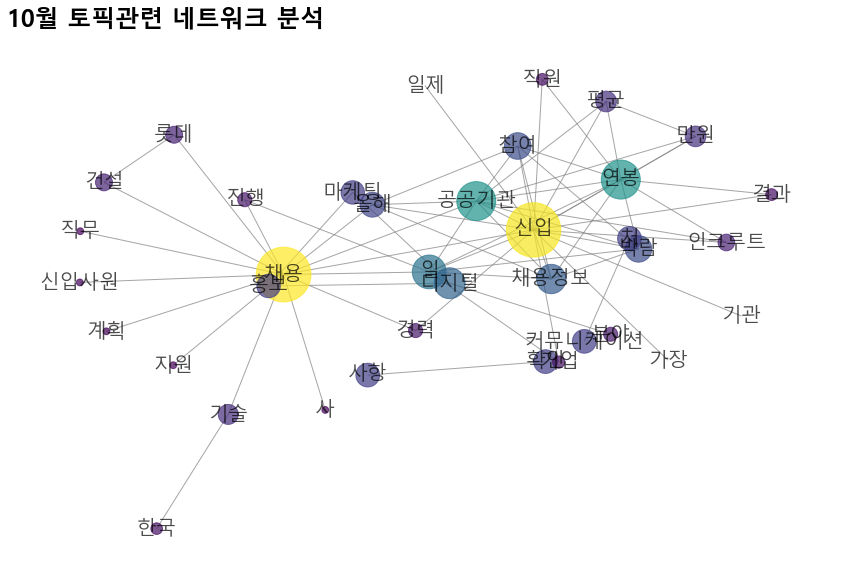 10월 토픽관련 네트워크 분석
직원
일제
평균
롯데
만원
참여
연봉
건설
마케팅
진행
공공기관
올해
결과
신입
직무
인크루트
박람
일
채용
채용정보
신입사원
디지털
홍보
기관
계획
경력
분야
커뮤니케이션
가장
지원
사항
기업
기술
사
한국